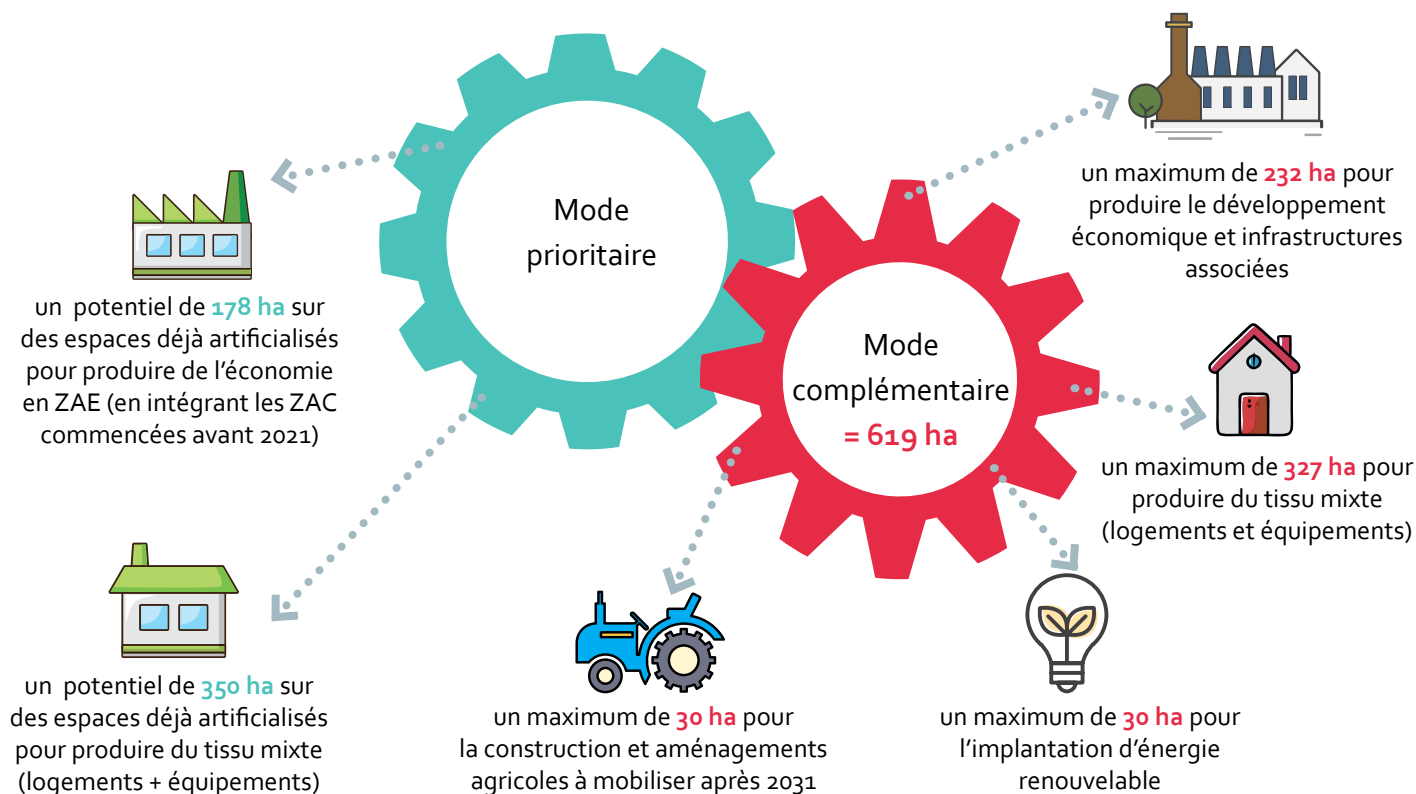 Mode
prioritaire
un potentiel de 178 ha sur
des espaces déjà artificialisés
pour produire de l'économie
en ZAE (en intégrant les ZAC
commencées avant 2021)
un potentiel de 350 ha sur
des espaces déjà artificialisés
pour produire du tissu mixte
(logements + équipements)
Mode
complémentaire
= 619 ha
un maximum de 232 ha pour
produire le développement
économique et infrastructures
associées
un maximum de 327 ha pour
produire du tissu mixte
(logements et équipements)
un maximum de 30 ha pour
la construction et aménagements
agricoles à mobiliser après 2031
un maximum de 30 ha pour
l'implantation d'énergie
renouvelable